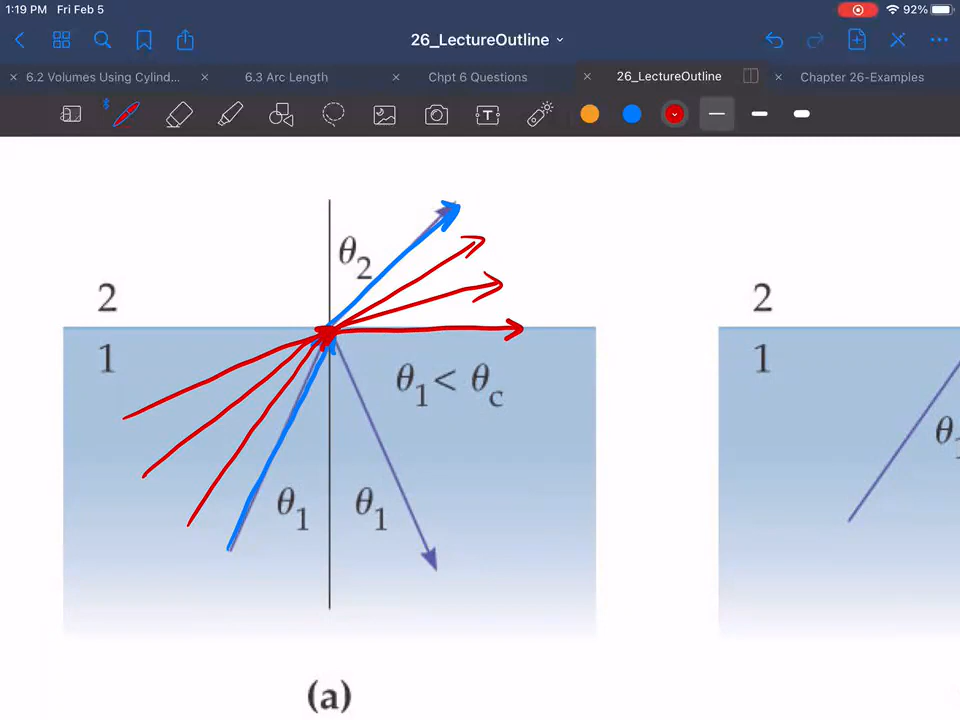 1:19 PM Fri Feb 5
92%
26_LectureOutline
6.2 Volumes Using Cylind...
6.3 Arc Length
Chpt 6 Questions
26_LectureOutline
Chapter 26-Examples
θ2
2
2
1
1
θ1 < θc
θ1
θ1
(a)